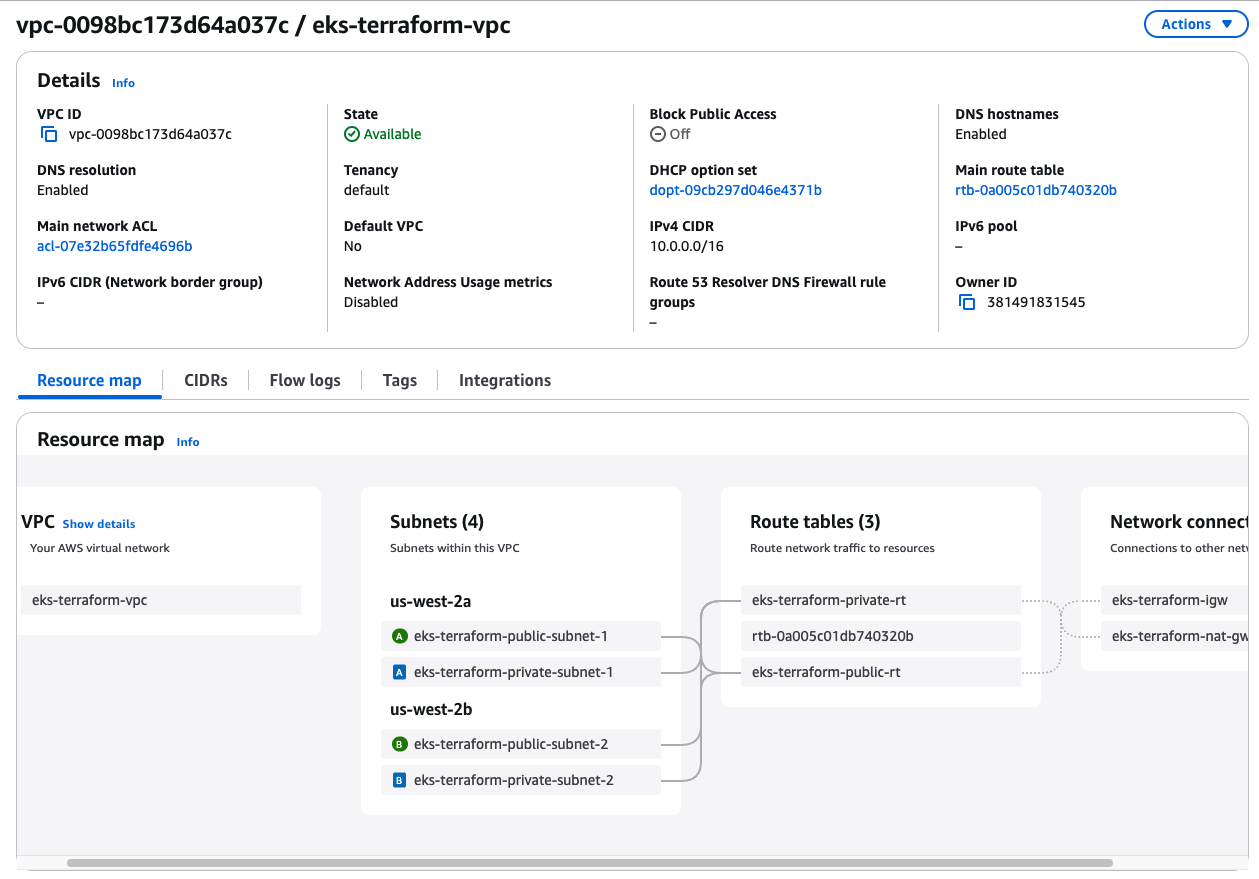 vpc-0098bc173d64a037c / eks-terraform-vpc
Actions
Details Info
VPC ID
vpc-0098bc173d64a037c
State
Available
Block Public Access
Off
DNS hostnames
Enabled
DNS resolution
Enabled
Tenancy
default
DHCP option set
dopt-09cb297d046e4371b
Main route table
rtb-0a005c01db740320b
Main network ACL
acl-07e32b65fdfe4696b
Default VPC
No
IPv4 CIDR
10.0.0.0/16
IPv6 pool
–
IPv6 CIDR (Network border group)
–
Network Address Usage metrics
Disabled
Route 53 Resolver DNS Firewall rule
groups
–
Owner ID
381491831545
Resource map
CIDRs
Flow logs
Tags
Integrations
Resource map Info
VPC Show details
Your AWS virtual network
eks-terraform-vpc
Subnets (4)
Subnets within this VPC
us-west-2a
A eks-terraform-public-subnet-1
A eks-terraform-private-subnet-1
us-west-2b
B eks-terraform-public-subnet-2
B eks-terraform-private-subnet-2
Route tables (3)
Route network traffic to resources
eks-terraform-private-rt
rtb-0a005c01db740320b
eks-terraform-public-rt
Network connect
Connections to other netw
eks-terraform-igw
eks-terraform-nat-gw